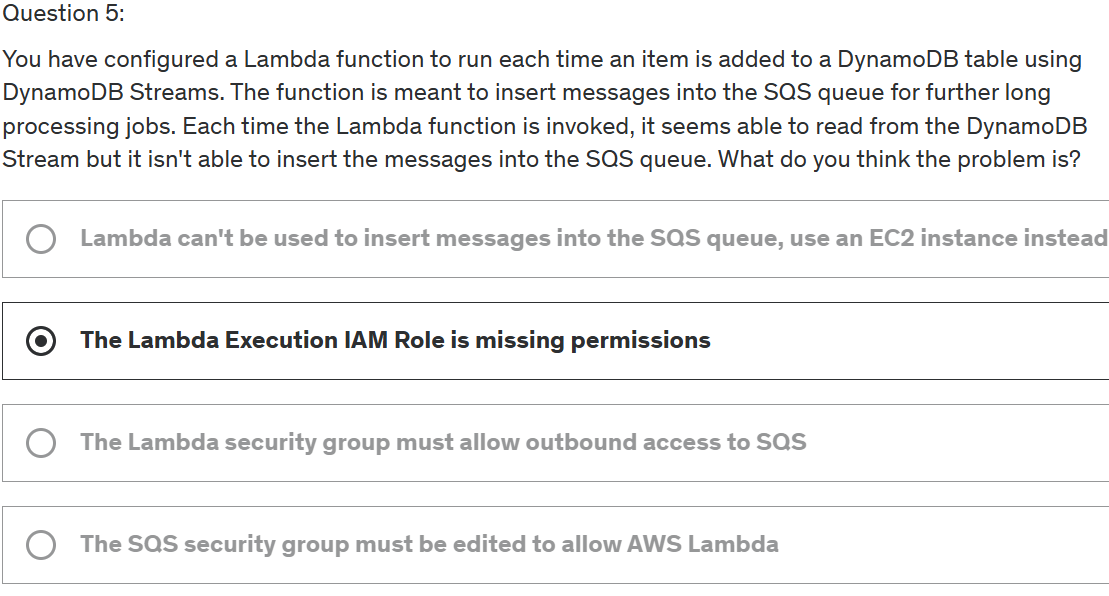 Question 5:
You have configured a Lambda function to run each time an item is added to a DynamoDB table using
DynamoDB Streams. The function is meant to insert messages into the SQS queue for further long
processing jobs. Each time the Lambda function is invoked, it seems able to read from the DynamoDB
Stream but it isn't able to insert the messages into the SQS queue. What do you think the problem is?
Lambda can't be used to insert messages into the SQS queue, use an EC2 instance instead
The Lambda Execution IAM Role is missing permissions
The Lambda security group must allow outbound access to SQS
The SQS security group must be edited to allow AWS Lambda